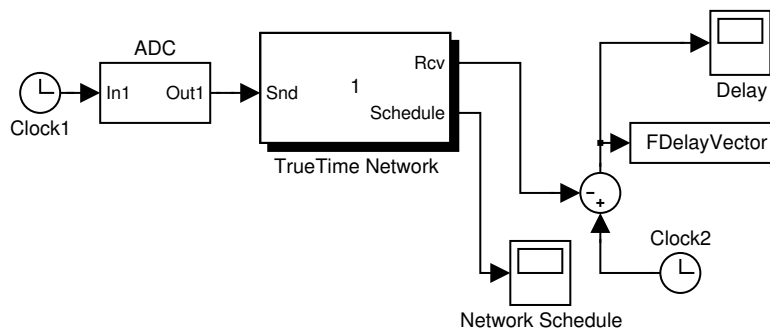 ADC
Delay
Rcv
In1
Out1
Snd
1
Clock1
Schedule
FDelayVector
TrueTime Network
-
+
Clock2
Network Schedule